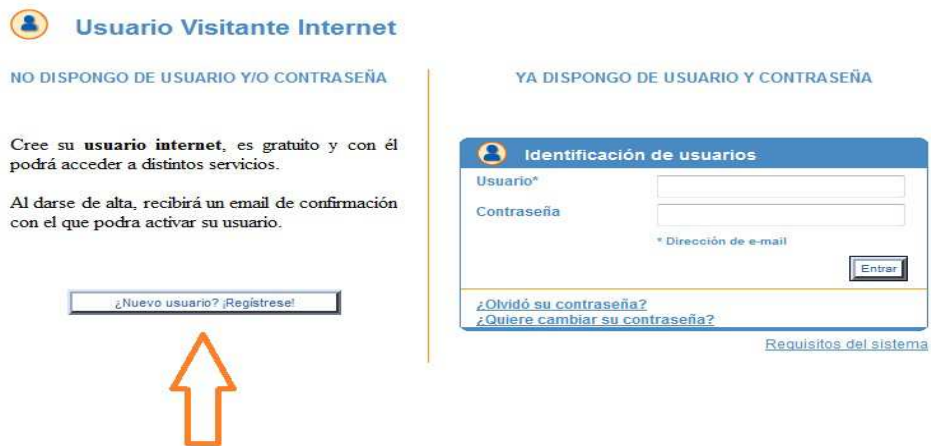 Usuario Visitante Internet
NO DISPONGO DE USUARIO Y/O CONTRASEÑA
Cree su usuario internet, es gratuito y con él
podrá acceder a distintos servicios.
Al darse de alta, recibirá un email de confirmación
con el que podra activar su usuario.
¿Nuevo usuario? ¡Regístrese!
YA DISPONGO DE USUARIO Y CONTRASEÑA
Identificación de usuarios
Usuario*
Contraseña
* Dirección de e-mail
Entrar
¿Olvidó su contraseña?
¿Quiere cambiar su contraseña?
Requisitos del sistema